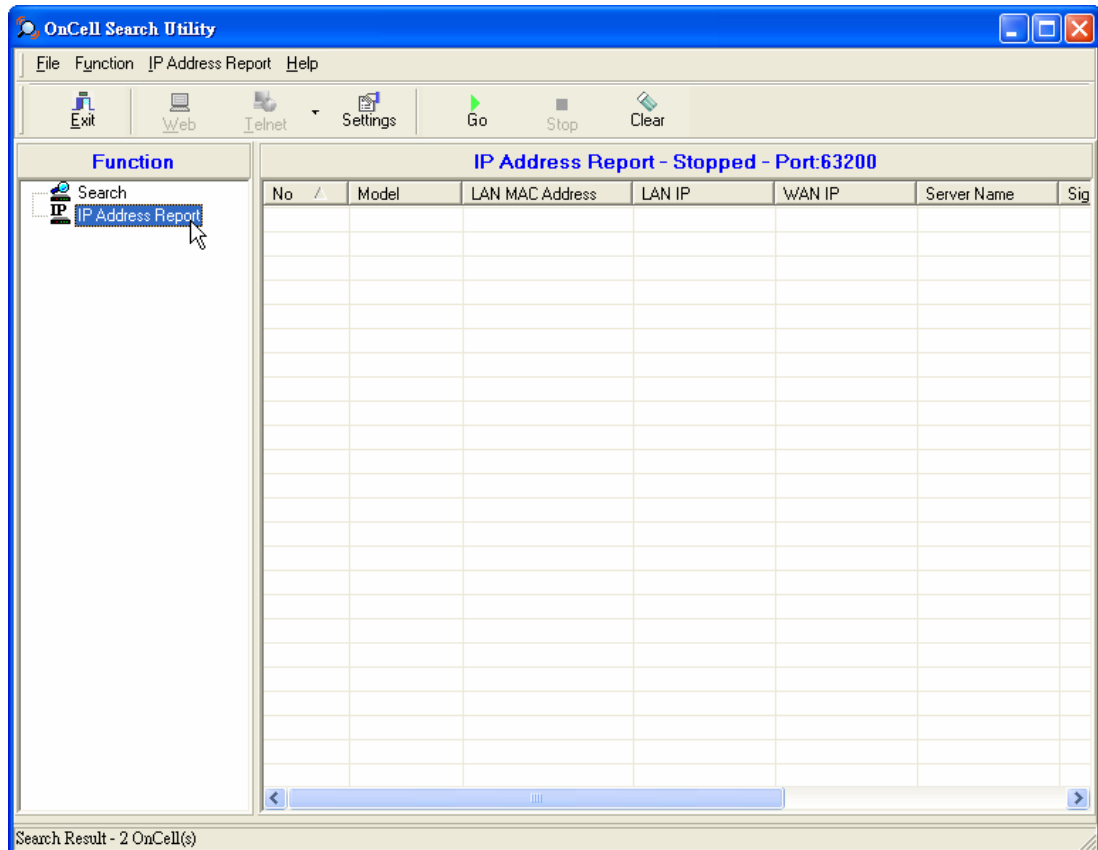 OnCell Search Utility
File Function IP Address Report Help
Exit Web Telnet Settings Go Stop Clear
Function
IP Address Report - Stopped - Port:63200
Search
IP IP Address Report
No Model LAN MAC Address LAN IP WAN IP Server Name Sig
Search Result - 2 OnCell(s)